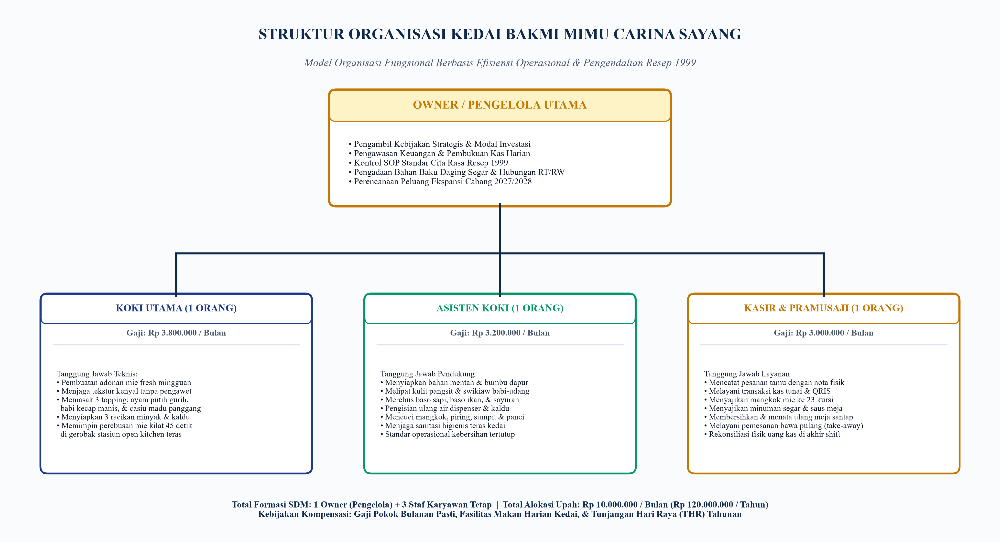 STRUKTUR ORGANISASI KEDAI BAKMI MIMU CARINA SAYANG
Model Organisasi Fungsional Berbasis Efisiensi Operasional & Pengendalian Resep 1999
OWNER / PENGELOLA UTAMA
• Pengambil Kebijakan Strategis & Modal Investasi
• Pengawasan Keuangan & Pembukuan Kas Harian
• Kontrol SOP Standar Cita Rasa Resep 1999
• Pengadaan Bahan Baku Daging Segar & Hubungan RT/RW
• Perencanaan Peluang Ekspansi Cabang 2027/2028
KOKI UTAMA (1 ORANG)
Gaji: Rp 3.800.000 / Bulan
Tanggung Jawab Teknis:
• Pembuatan adonan mie fresh mingguan
• Menjaga tekstur kenyal tanpa pengawet
• Memasak 3 topping: ayam putih gurih,
babi kecap manis, & casiu madu panggang
• Menyiapkan 3 racikan minyak & kaldu
• Memimpin perebusan mie kilat 45 detik
di gerobak stasiun open kitchen teras
ASISTEN KOKI (1 ORANG)
Gaji: Rp 3.200.000 / Bulan
Tanggung Jawab Pendukung:
• Menyiapkan bahan mentah & bumbu dapur
• Melipat kulit pangsit & swikiaw babi-udang
• Merebus baso sapi, baso ikan, & sayuran
• Pengisian ulang air dispenser & kaldu
• Mencuci mangkok, piring, sumpit & panci
• Menjaga sanitasi higienis teras kedai
• Standar operasional kebersihan tertutup
KASIR & PRAMUSAJI (1 ORANG)
Gaji: Rp 3.000.000 / Bulan
Tanggung Jawab Layanan:
• Mencatat pesanan tamu dengan nota fisik
• Melayani transaksi kas tunai & QRIS
• Menyajikan mangkok mie ke 23 kursi
• Menyajikan minuman segar & saus meja
• Membersihkan & menata ulang meja santap
• Melayani pemesanan bawa pulang (take-away)
• Rekonsiliasi fisik uang kas di akhir shift
Total Formasi SDM: 1 Owner (Pengelola) + 3 Staf Karyawan Tetap | Total Alokasi Upah: Rp 10.000.000 / Bulan (Rp 120.000.000 / Tahun)
Kebijakan Kompensasi: Gaji Pokok Bulanan Pasti, Fasilitas Makan Harian Kedai, & Tunjangan Hari Raya (THR) Tahunan